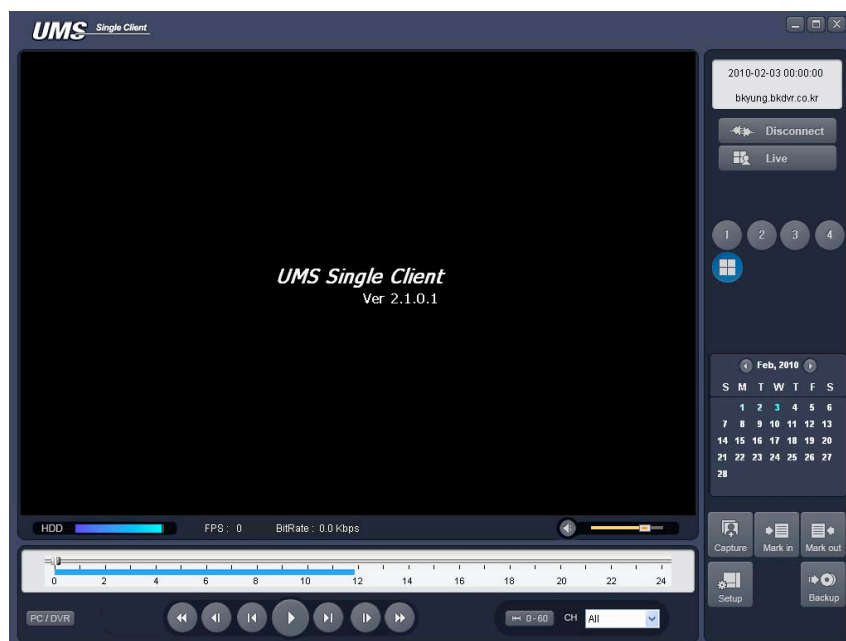 UMS Single Client
2010-02-03 00:00:00
bkyung.bkdvr.co.kr
Disconnect
Live
1 2 3 4
UMS Single Client
Ver 2.1.0.1
Feb, 2010
S M T W T F S
1 2 3 4 5 6
7 8 9 10 11 12 13
14 15 16 17 18 19 20
21 22 23 24 25 26 27
28
HDD FPS : 0 BitRate : 0.0 Kbps
Capture Mark in Mark out
0 2 4 6 8 10 12 14 16 18 20 22 24
Setup Backup
PC / DVR 0-60 CH All